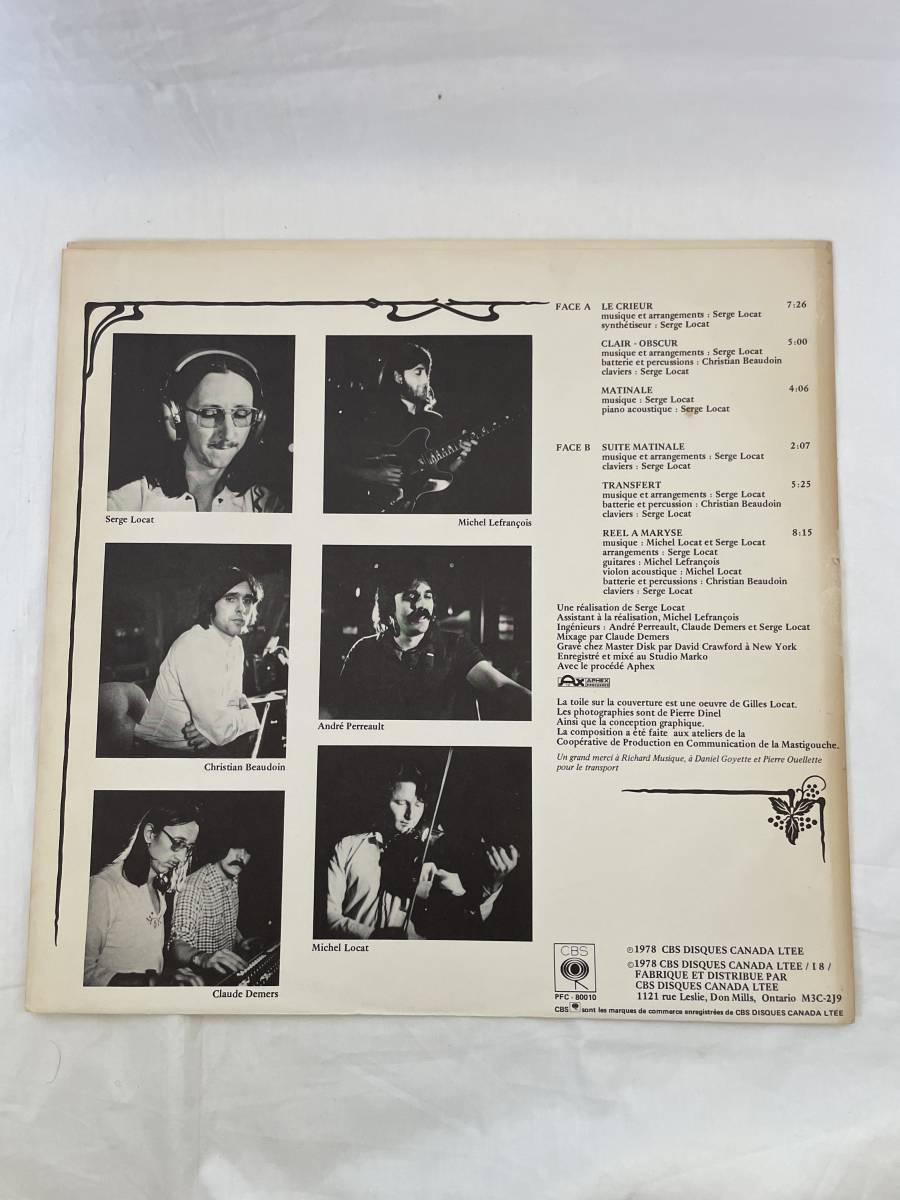 Serge Locat
Michel Lefrançois
Christian Beaudoin
André Perreault
Claude Demers
Michel Locat
FACE A LE CRIEUR 7:26
musique et arrangements : Serge Locat
synthétiseur : Serge Locat
CLAIR - OBSCUR 5:00
musique et arrangements : Serge Locat
batterie et percussions : Christian Beaudoin
claviers : Serge Locat
MATINALE 4:06
musique : Serge Locat
piano acoustique : Serge Locat
FACE B SUITE MATINALE 2:07
musique et arrangements : Serge Locat
claviers : Serge Locat
TRANSFERT 5:25
musique et arrangements : Serge Locat
batterie et percussion : Christian Beaudoin
claviers : Serge Locat
REEL A MARYSE 8:15
musique : Michel Locat et Serge Locat
arrangements : Serge Locat
guitares : Michel Lefrançois
violon acoustique : Michel Locat
batterie et percussions : Christian Beaudoin
claviers : Serge Locat
Une réalisation de Serge Locat
Assistant à la réalisation, Michel Lefrançois
Ingénieurs : André Perreault, Claude Demers et Serge Locat
Mixage par Claude Demers
Gravé chez Master Disk par David Crawford à New York
Enregistré et mixé au Studio Marko
Avec le procédé Aphex
Ax APHEX
La toile sur la couverture est une oeuvre de Gilles Locat.
Les photographies sont de Pierre Dinel
Ainsi que la conception graphique.
La composition a été faite aux ateliers de la
Coopérative de Production en Communication de la Mastigouche.
Un grand merci à Richard Musique, à Daniel Goyette et Pierre Ouellette
pour le transport
CBS
PFC - 80010
℗1978 CBS DISQUES CANADA LTEE
©1978 CBS DISQUES CANADA LTEE / I 8 /
FABRIQUE ET DISTRIBUE PAR
CBS DISQUES CANADA LTEE
1121 rue Leslie, Don Mills, Ontario M3C-2J9
CBS sont les marques de commerce enregistrées de CBS DISQUES CANADA LTÉE